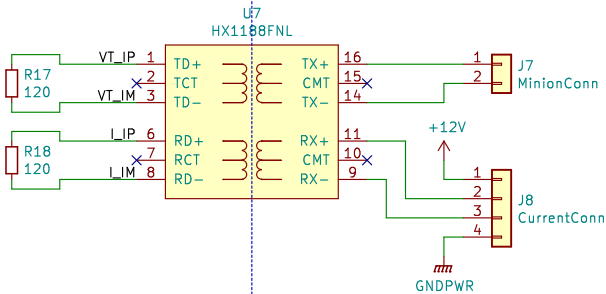 U7
HX1188FNL
VT_IP 1 TD+ TX+ 16 1 J7
R17 2 TCT CMT 15 2 MinionConn
120 VT_IM 3 TD- TX- 14
+12V
I_IP 6 RD+ RX+ 11
R18 7 RCT CMT 10 1
120 I_IM 8 RD- RX- 9 2 J8
3 CurrentConn
4
GNDPWR